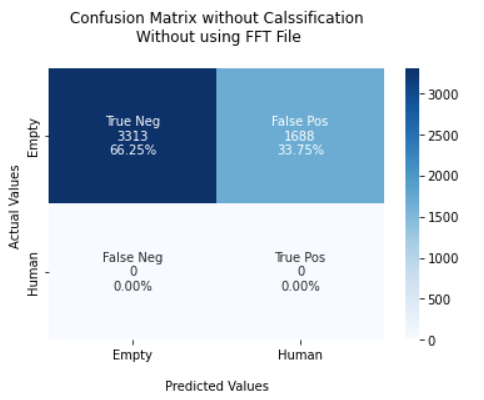 Confusion Matrix without Calssification
Without using FFT File
True Neg
3313
66.25%
False Pos
1688
33.75%
False Neg
0
0.00%
True Pos
0
0.00%
Empty
Human
Actual Values
Empty
Human
Predicted Values
3000
2500
2000
1500
1000
500
0